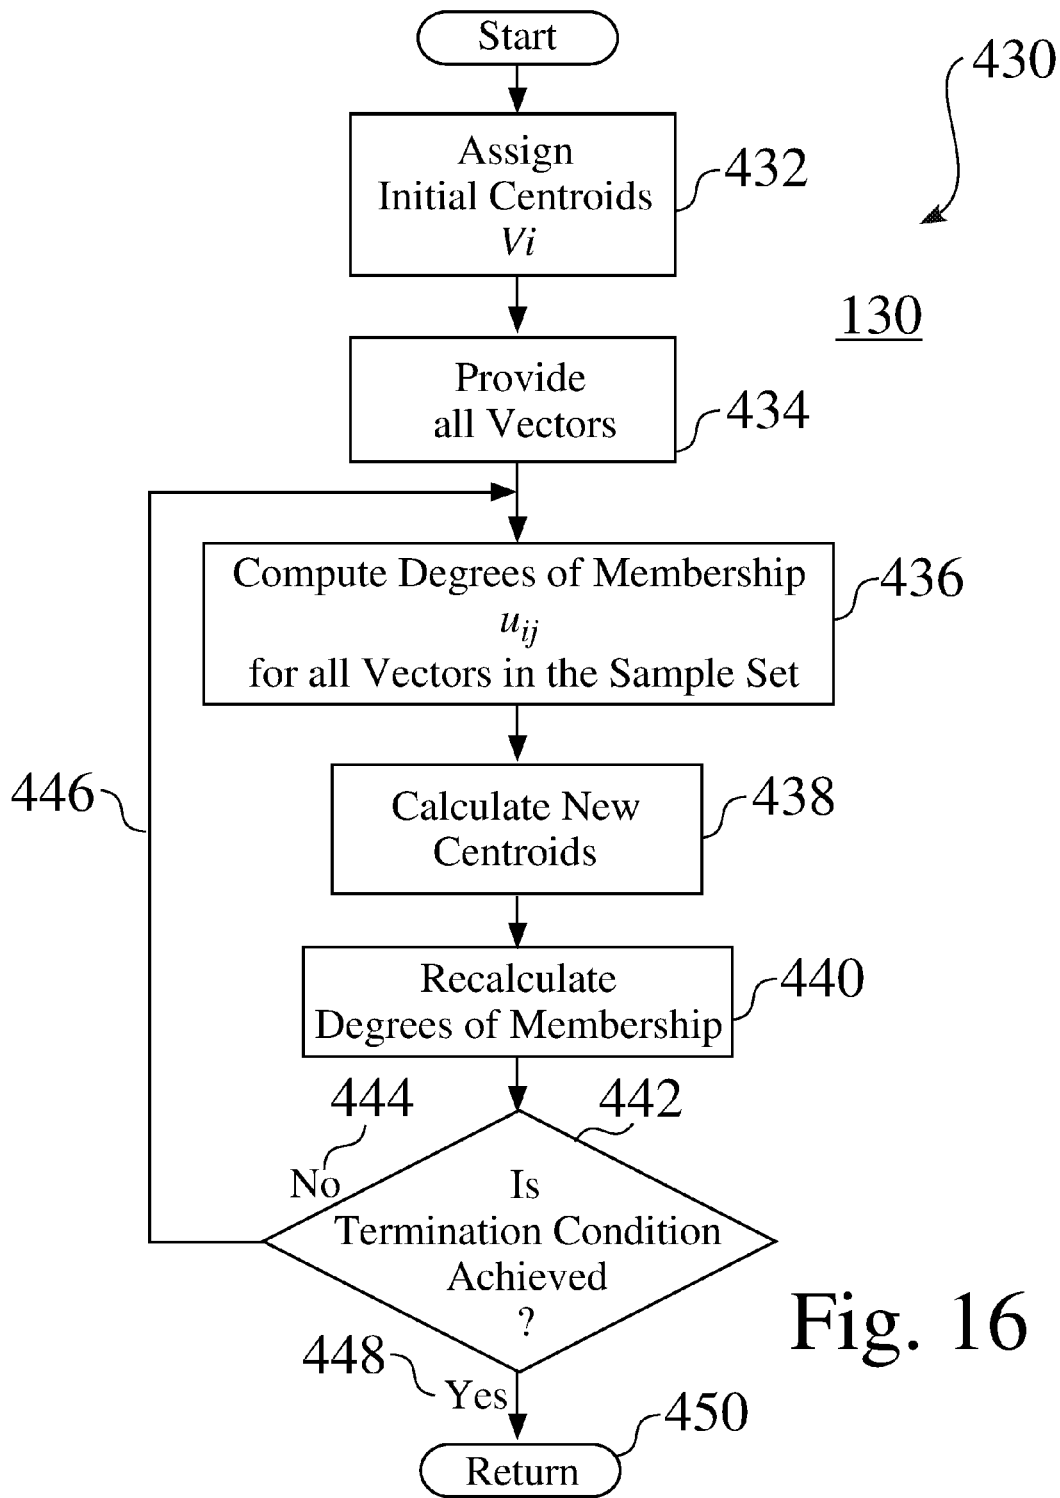 Start
430
Assign
Initial Centroids
Vi
432
130
Provide
all Vectors
434
Compute Degrees of Membership
u_{ij}
for all Vectors in the Sample Set
436
446
Calculate New
Centroids
438
Recalculate
Degrees of Membership
440
444
442
No
Is
Termination Condition
Achieved
?
Fig. 16
448
Yes
450
Return